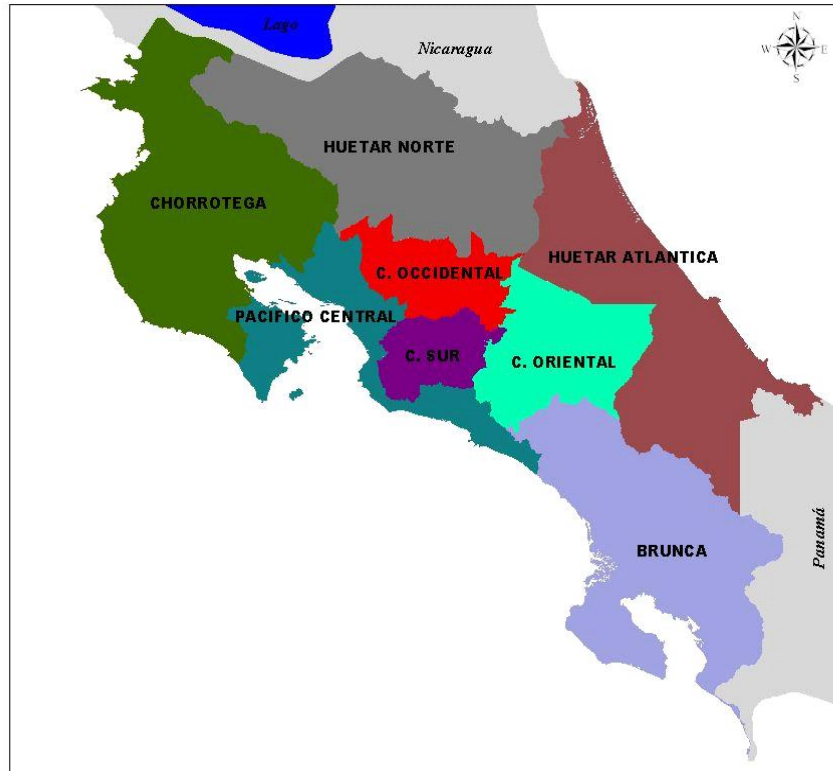 Lago
N
Nicaragua
W
E
S
HUETAR NORTE
CHORROTEGA
HUETAR ATLANTICA
C. OCCIDENTAL
PACIFICO CENTRAL
C. SUR
C. ORIENTAL
BRUNCA
Panamá